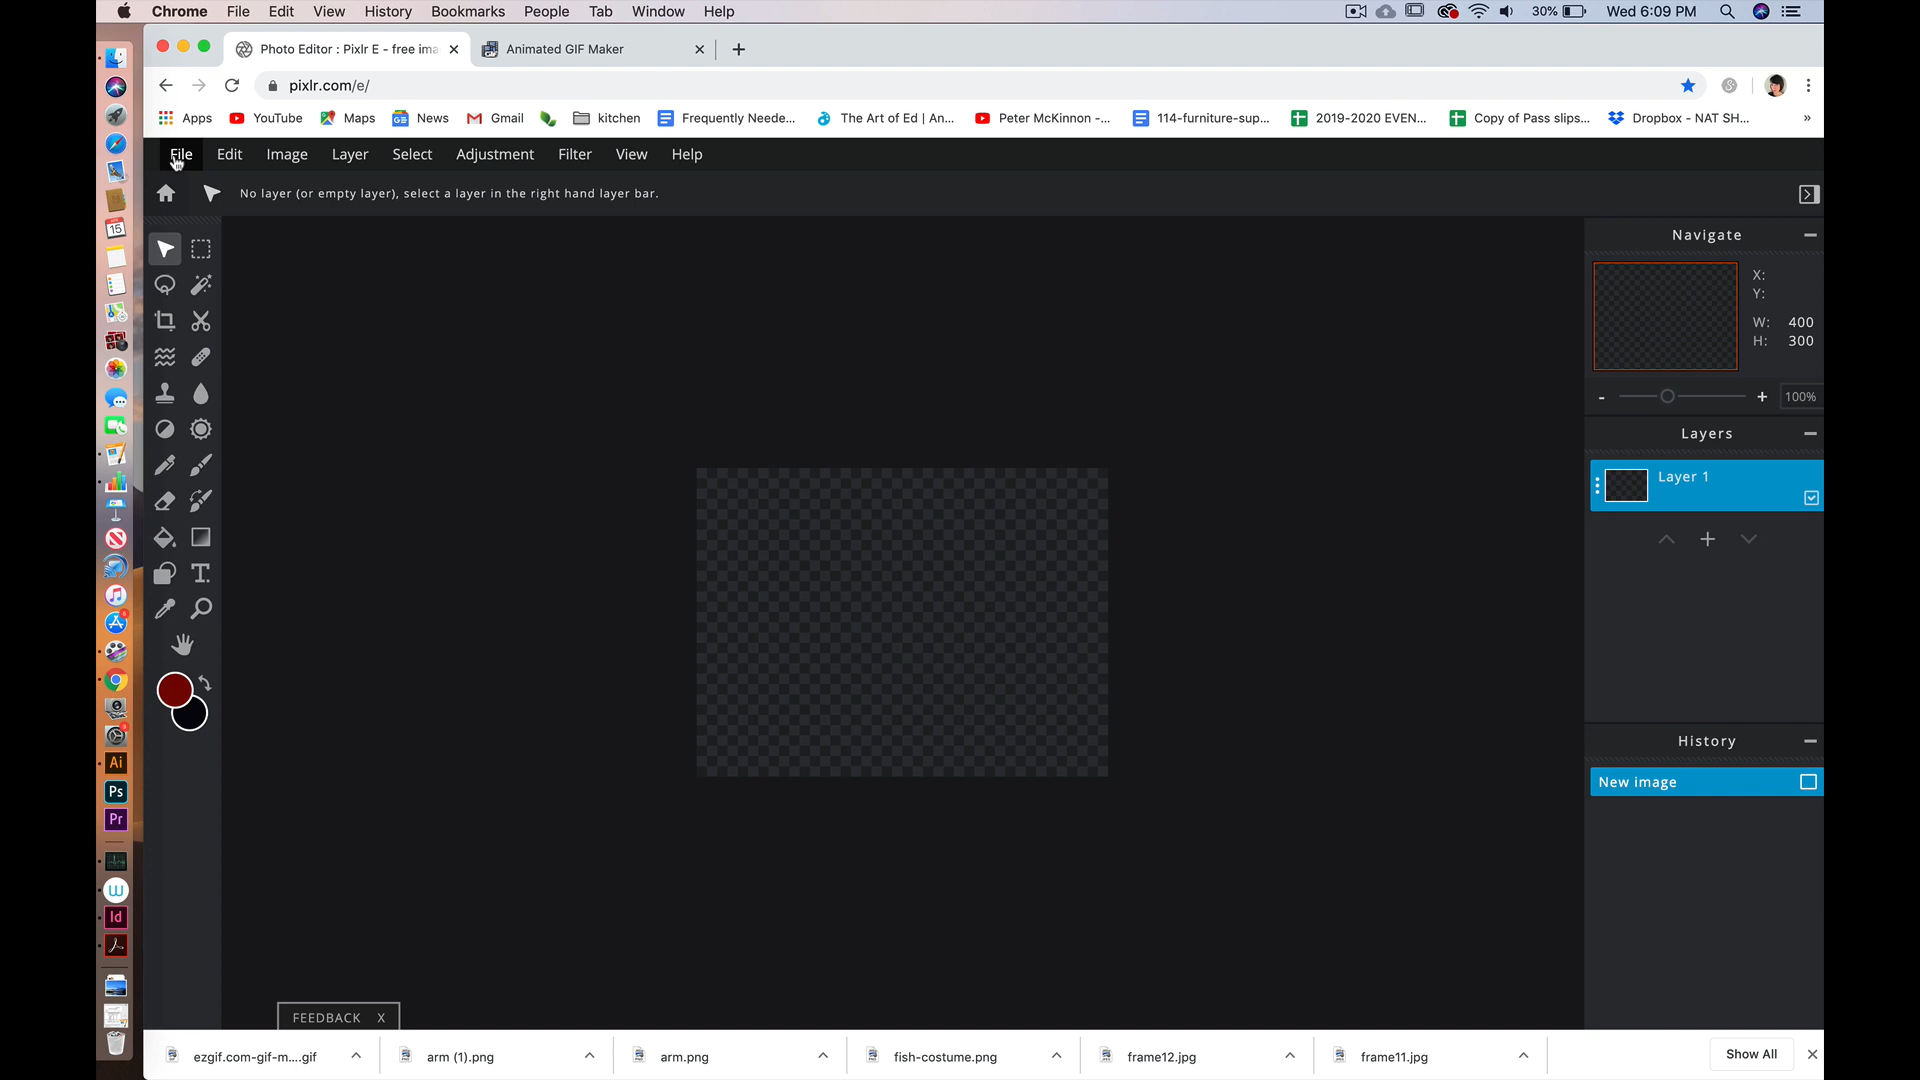 Chrome File Edit View History Bookmarks People Tab Window Help 30% Wed 6:09 PM
Photo Editor : Pixlr E - free ima Animated GIF Maker
pixlr.com/e/
Apps YouTube Maps News Gmail kitchen Frequently Neede... The Art of Ed | An... Peter McKinnon -... 114-furniture-sup... 2019-2020 EVEN... Copy of Pass slips... Dropbox - NAT SH... »
File Edit Image Layer Select Adjustment Filter View Help
No layer (or empty layer), select a layer in the right hand layer bar.
Navigate
X:
Y:
W: 400
H: 300
- + 100%
Layers
Layer 1
History
New image
15
T
Ai
Ps
Pr
W
Id
FEEDBACK X
ezgif.com-gif-m....gif arm (1).png arm.png fish-costume.png frame12.jpg frame11.jpg Show All